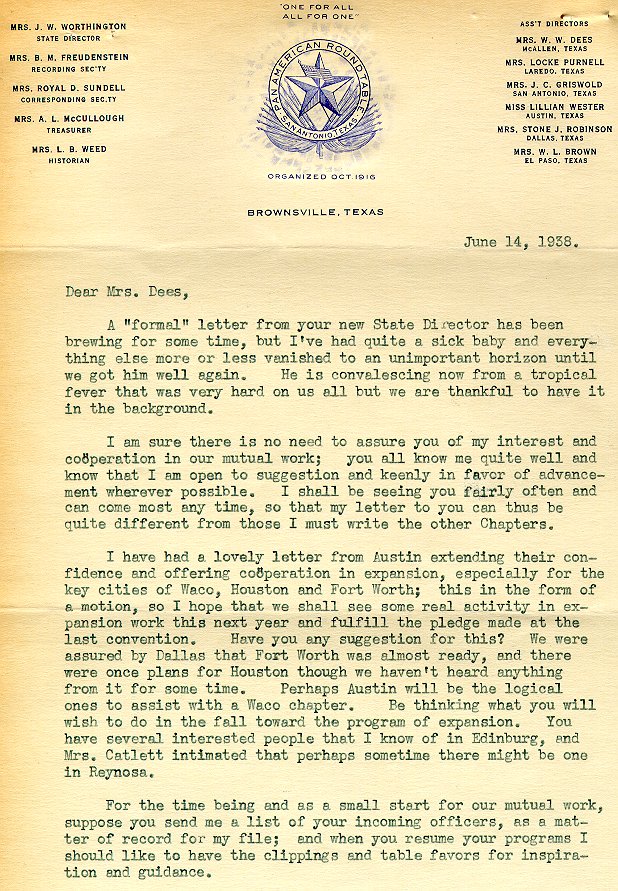 "ONE FOR ALL
ALL FOR ONE"
MRS. J. W. WORTHINGTON
STATE DIRECTOR
MRS. B. M. FREUDENSTEIN
RECORDING SEC'TY
MRS. ROYAL D. SUNDELL
CORRESPONDING SEC.TY
MRS. A. L. McCULLOUGH
TREASURER
MRS. L. B. WEED
HISTORIAN
PAN AMERICAN ROUND TABLE
SAN ANTONIO, TEXAS
ORGANIZED OCT. 1916
BROWNSVILLE, TEXAS
ASS'T DIRECTORS
MRS. W. W. DEES
McALLEN, TEXAS
MRS. LOCKE PURNELL
LAREDO, TEXAS
MRS. J. C. GRISWOLD
SAN ANTONIO, TEXAS
MISS LILLIAN WESTER
AUSTIN, TEXAS
MRS. STONE J. ROBINSON
DALLAS, TEXAS
MRS. W. L. BROWN
EL PASO, TEXAS
June 14, 1938.
Dear Mrs. Dees,
A "formal" letter from your new State Director has been
brewing for some time, but I've had quite a sick baby and every-
thing else more or less vanished to an unimportant horizon until
we got him well again. He is convalescing now from a tropical
fever that was very hard on us all but we are thankful to have it
in the background.
I am sure there is no need to assure you of my interest and
coöperation in our mutual work; you all know me quite well and
know that I am open to suggestion and keenly in favor of advance-
ment wherever possible. I shall be seeing you fairly often and
can come most any time, so that my letter to you can thus be
quite different from those I must write the other Chapters.
I have had a lovely letter from Austin extending their con-
fidence and offering coöperation in expansion, especially for the
key cities of Waco, Houston and Fort Worth; this in the form of
a motion, so I hope that we shall see some real activity in ex-
pansion work this next year and fulfill the pledge made at the
last convention. Have you any suggestion for this? We were
assured by Dallas that Fort Worth was almost ready, and there
were once plans for Houston though we haven't heard anything
from it for some time. Perhaps Austin will be the logical
ones to assist with a Waco chapter. Be thinking what you will
wish to do in the fall toward the program of expansion. You
have several interested people that I know of in Edinburg, and
Mrs. Catlett intimated that perhaps sometime there might be one
in Reynosa.
For the time being and as a small start for our mutual work,
suppose you send me a list of your incoming officers, as a mat-
ter of record for my file; and when you resume your programs I
should like to have the clippings and table favors for inspira-
tion and guidance.